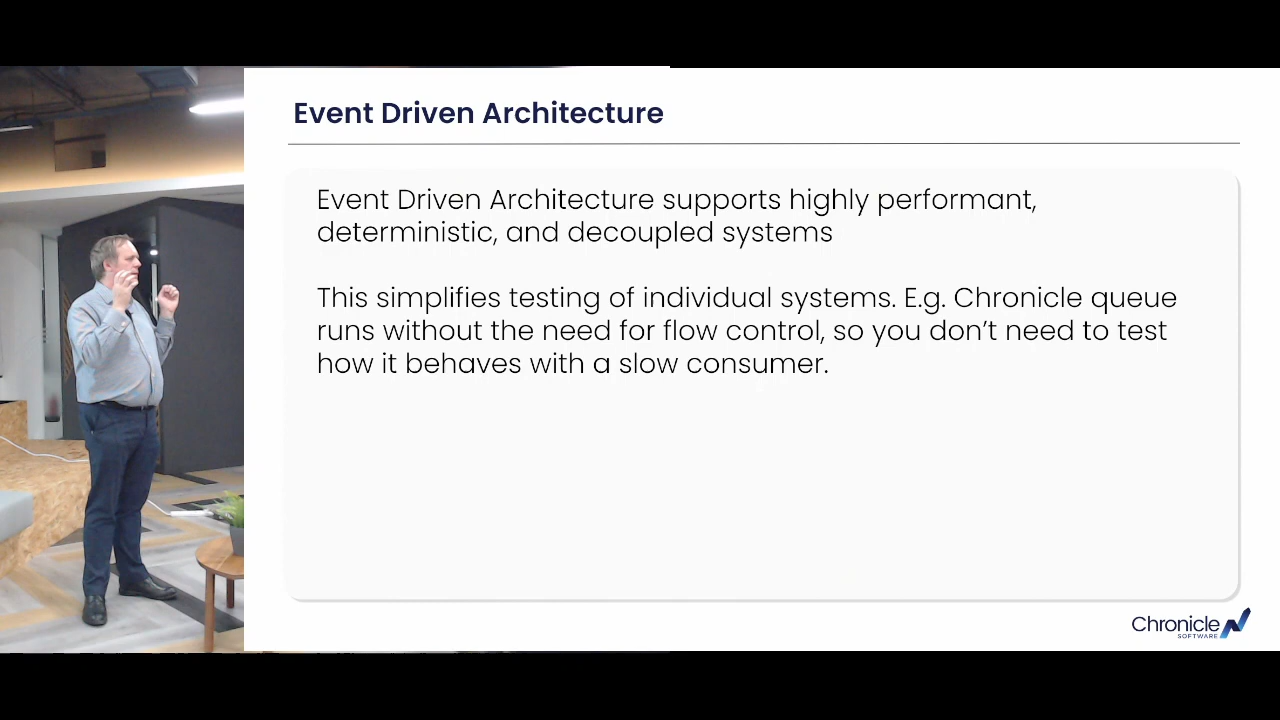 Event Driven Architecture
Event Driven Architecture supports highly performant,
deterministic, and decoupled systems
This simplifies testing of individual systems. E.g. Chronicle queue
runs without the need for flow control, so you don’t need to test
how it behaves with a slow consumer.
Chronicle
SOFTWARE